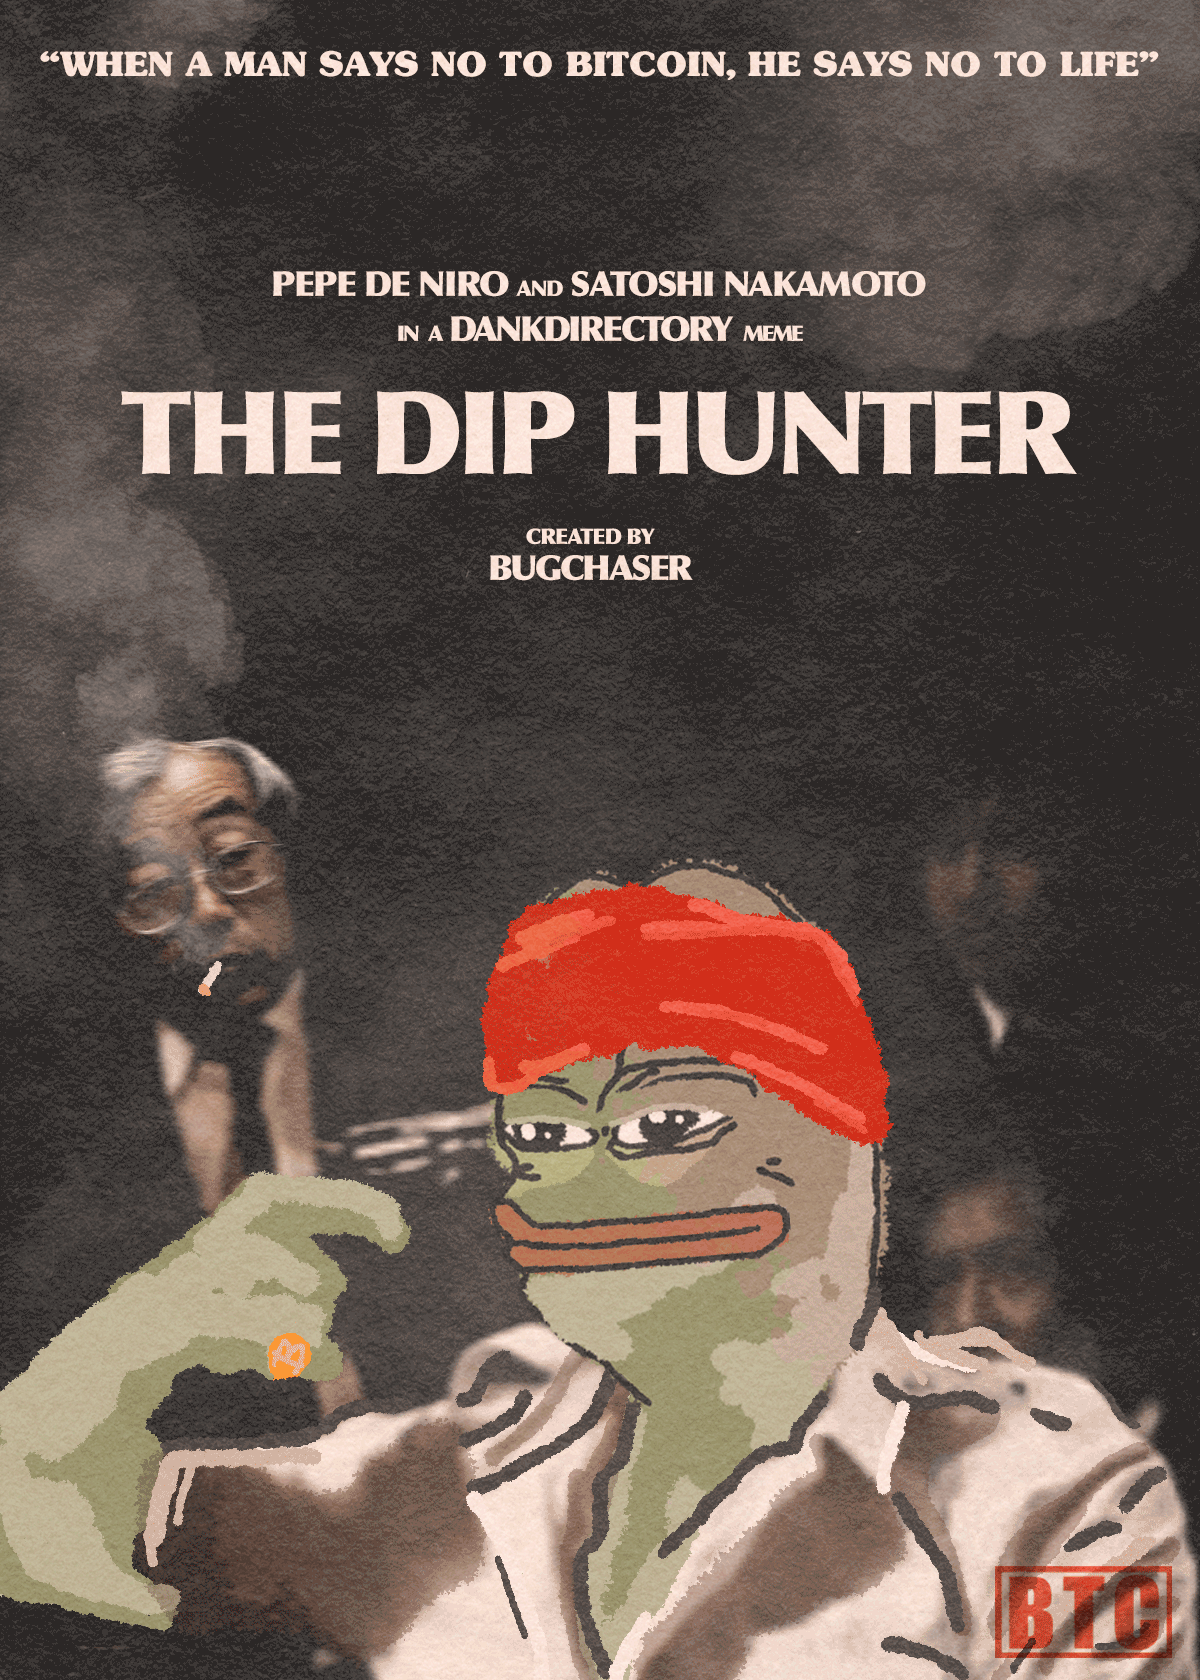 “WHEN A MAN SAYS NO TO BITCOIN, HE SAYS NO TO LIFE”
PEPE DE NIRO AND SATOSHI NAKAMOTO
IN A DANKDIRECTORY MEME
THE DIP HUNTER
CREATED BY
BUGCHASER
B
BTC